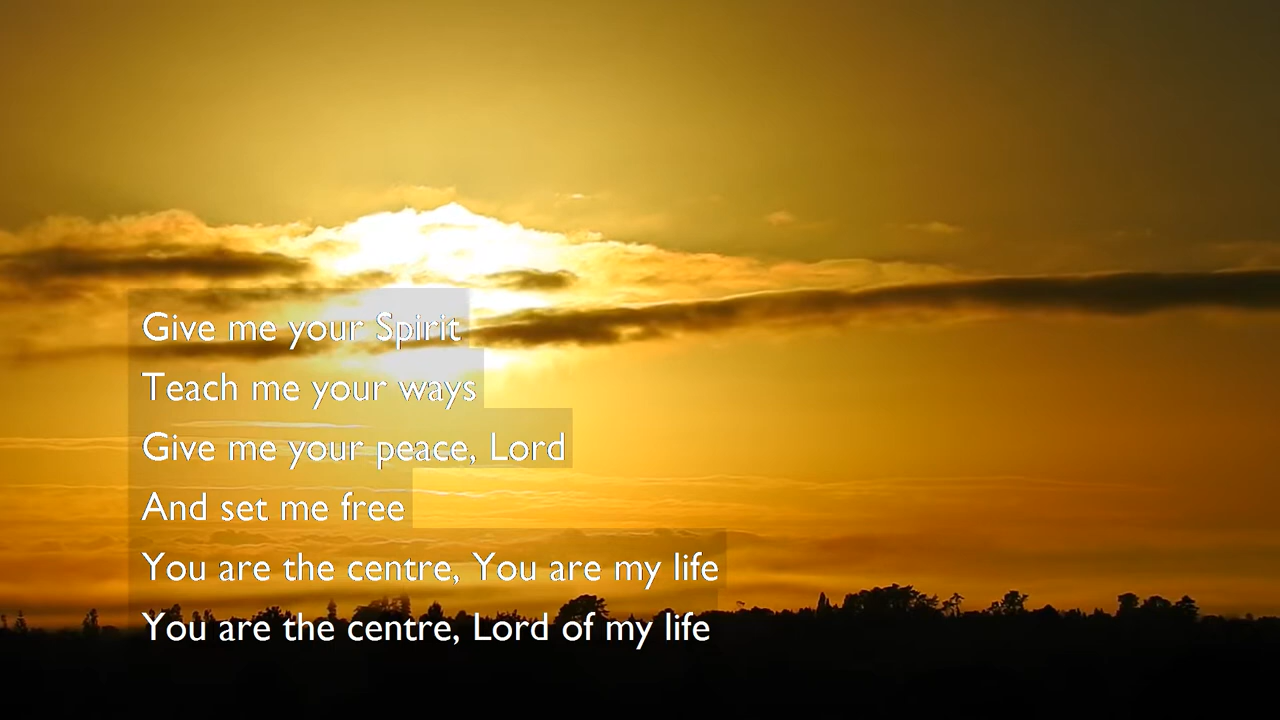 Give me your Spirit
Teach me your ways
Give me your peace, Lord
And set me free
You are the centre, You are my life
You are the centre, Lord of my life